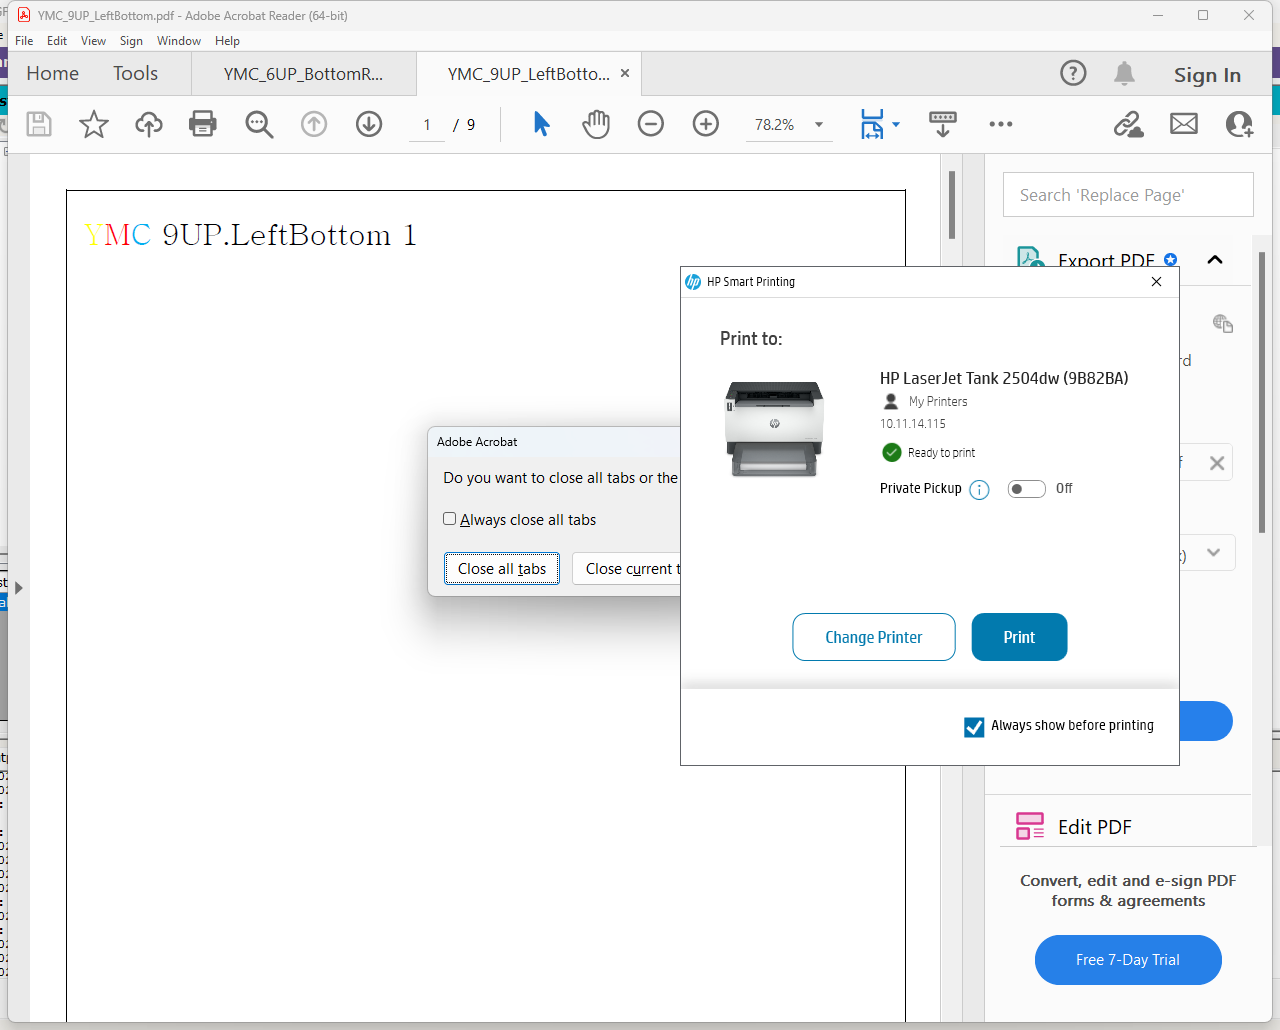 YMC_9UP_LeftBottom.pdf - Adobe Acrobat Reader (64-bit)
File Edit View Sign Window Help
Home Tools YMC_6UP_BottomR... YMC_9UP_LeftBotto... Sign In
1 / 9 78.2%
Search 'Replace Page'
YMC 9UP.LeftBottom 1
Export PDF
HP Smart Printing
Print to:
HP LaserJet Tank 2504dw (9B82BA)
My Printers
10.11.14.115
Ready to print
Private Pickup Off
Change Printer Print
Always show before printing
Adobe Acrobat
Do you want to close all tabs or the
Always close all tabs
Close all tabs Close current t
Edit PDF
Convert, edit and e-sign PDF
forms & agreements
Free 7-Day Trial